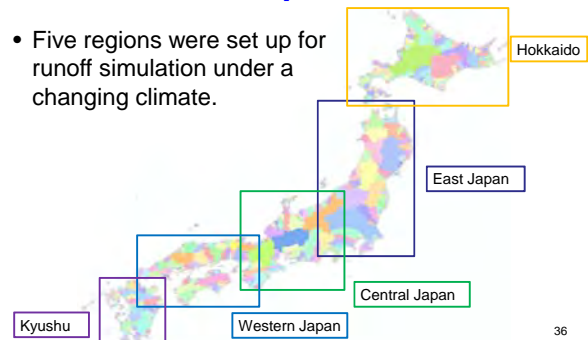 • Five regions were set up for
runoff simulation under a
changing climate.
Hokkaido
East Japan
Central Japan
Western Japan
Kyushu
36